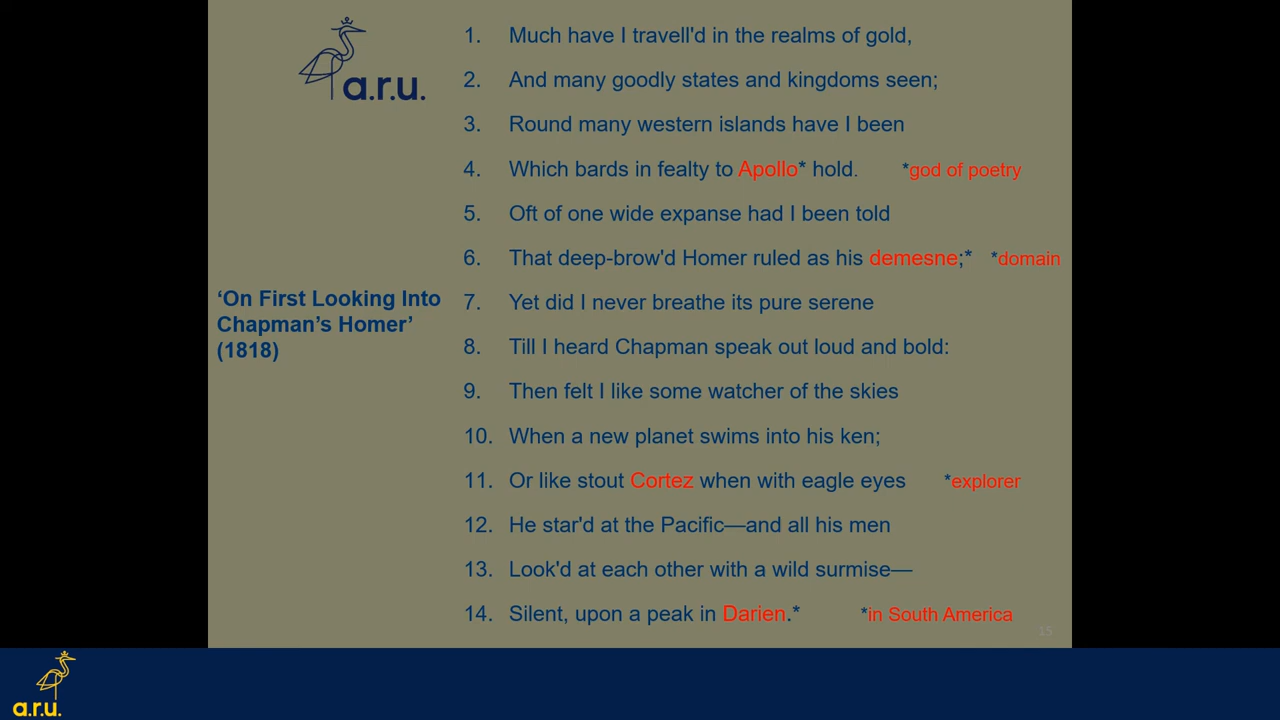 a.r.u.
‘On First Looking Into
Chapman’s Homer’
(1818)
1. Much have I travell'd in the realms of gold,
2. And many goodly states and kingdoms seen;
3. Round many western islands have I been
4. Which bards in fealty to Apollo* hold. *god of poetry
5. Oft of one wide expanse had I been told
6. That deep-brow'd Homer ruled as his demesne;* *domain
7. Yet did I never breathe its pure serene
8. Till I heard Chapman speak out loud and bold:
9. Then felt I like some watcher of the skies
10. When a new planet swims into his ken;
11. Or like stout Cortez when with eagle eyes *explorer
12. He star'd at the Pacific—and all his men
13. Look'd at each other with a wild surmise—
14. Silent, upon a peak in Darien.* *in South America
15
a.r.u.